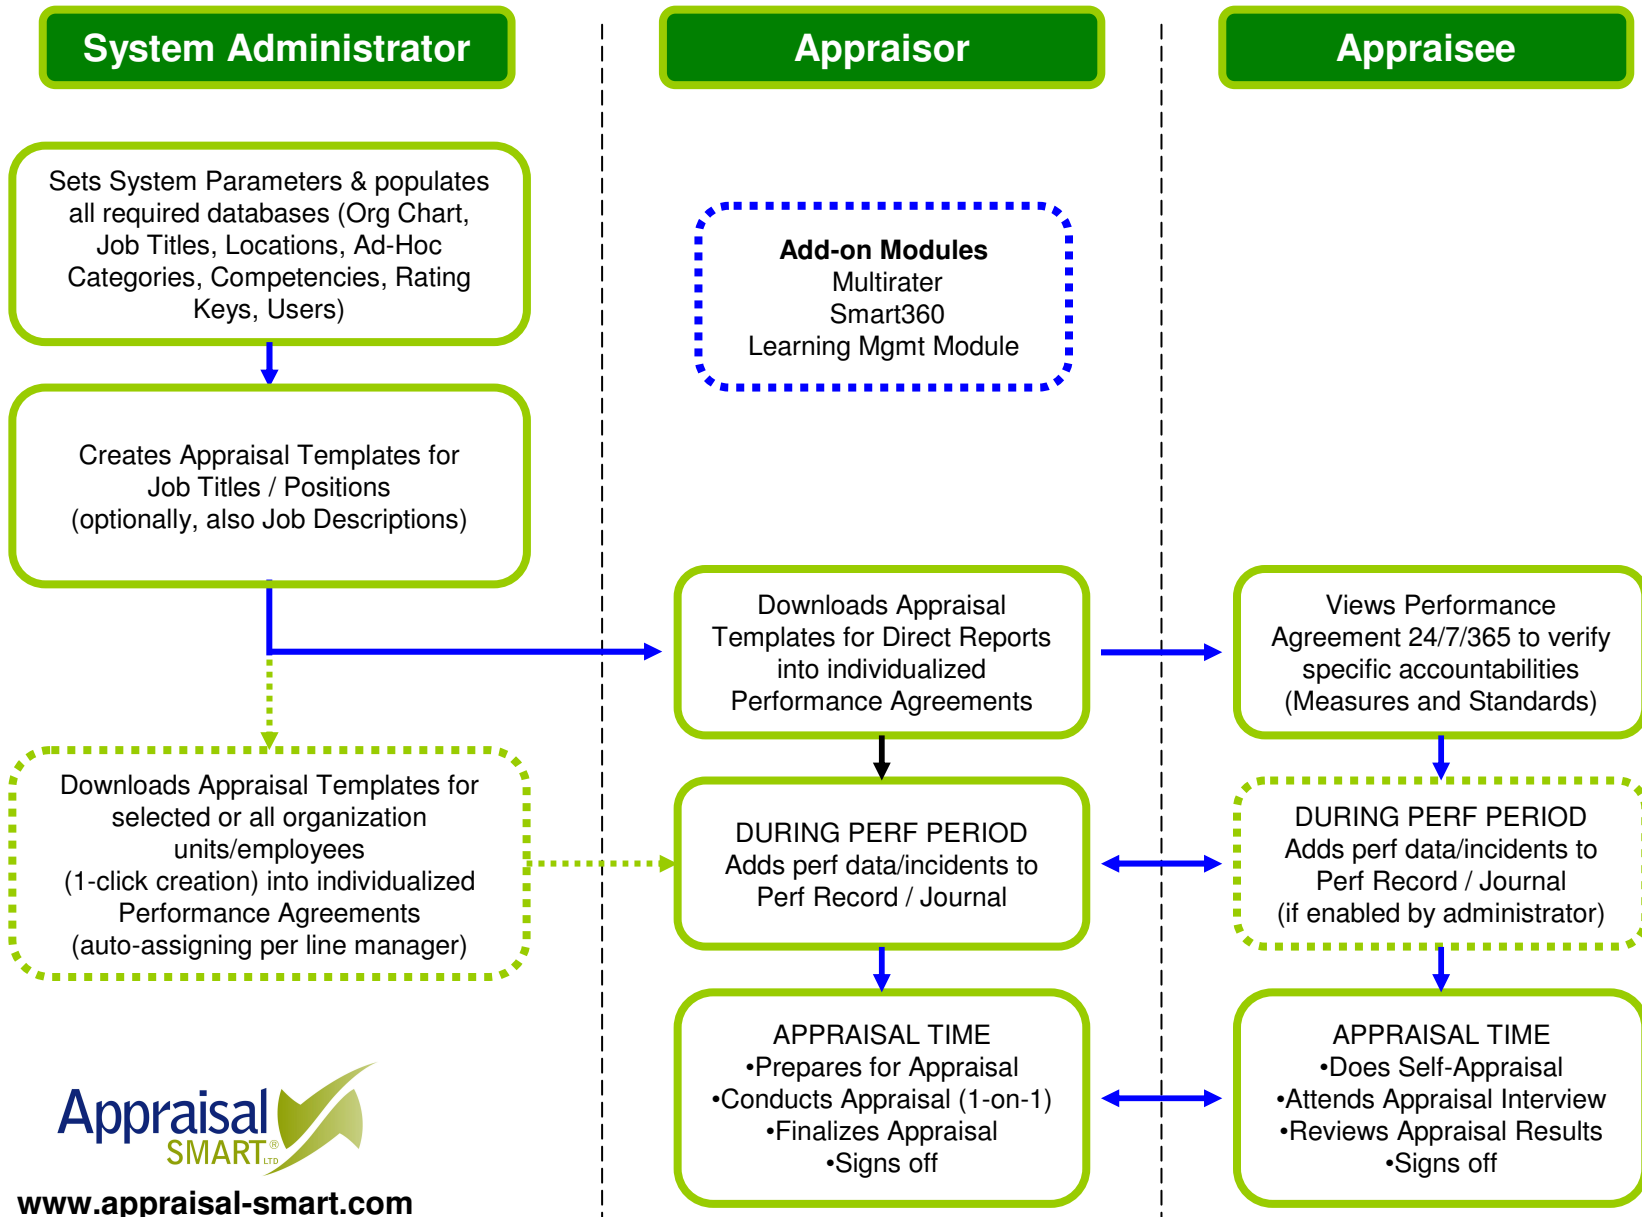 System Administrator
Appraisor
Appraisee
Sets System Parameters & populates
all required databases (Org Chart,
Job Titles, Locations, Ad-Hoc
Categories, Competencies, Rating
Keys, Users)
Add-on Modules
Multirater
Smart360
Learning Mgmt Module
Creates Appraisal Templates for
Job Titles / Positions
(optionally, also Job Descriptions)
Downloads Appraisal
Templates for Direct Reports
into individualized
Performance Agreements
Views Performance
Agreement 24/7/365 to verify
specific accountabilities
(Measures and Standards)
Downloads Appraisal Templates for
selected or all organization
units/employees
(1-click creation) into individualized
Performance Agreements
(auto-assigning per line manager)
DURING PERF PERIOD
Adds perf data/incidents to
Perf Record / Journal
DURING PERF PERIOD
Adds perf data/incidents to
Perf Record / Journal
(if enabled by administrator)
APPRAISAL TIME
•Prepares for Appraisal
•Conducts Appraisal (1-on-1)
•Finalizes Appraisal
•Signs off
APPRAISAL TIME
•Does Self-Appraisal
•Attends Appraisal Interview
•Reviews Appraisal Results
•Signs off
Appraisal
SMART® LTD
www.appraisal-smart.com